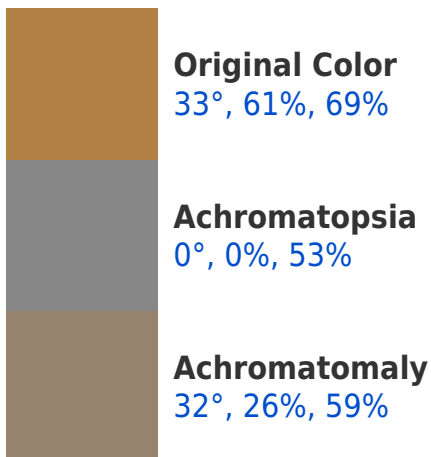 Original Color
33°, 61%, 69%
Achromatopsia
0°, 0%, 53%
Achromatomaly
32°, 26%, 59%